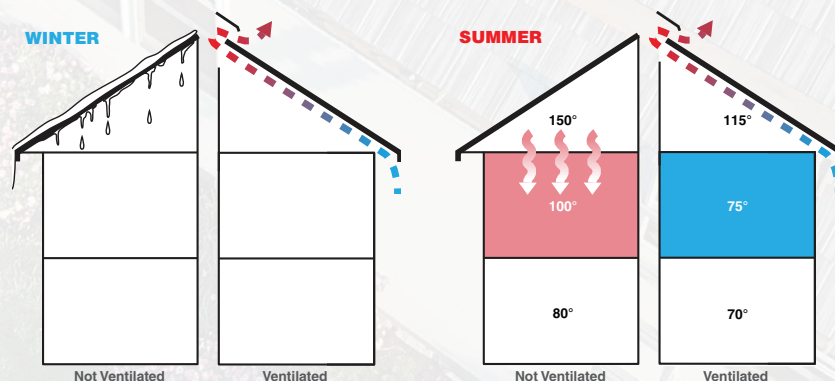 WINTER
SUMMER
150°
115°
100°
75°
80°
70°
Not Ventilated
Ventilated
Not Ventilated
Ventilated